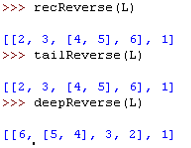 >>> recReverse(L)
[[2, 3, [4, 5], 6], 1]
>>> tailReverse(L)
[[2, 3, [4, 5], 6], 1]
>>> deepReverse(L)
[[6, [5, 4], 3, 2], 1]